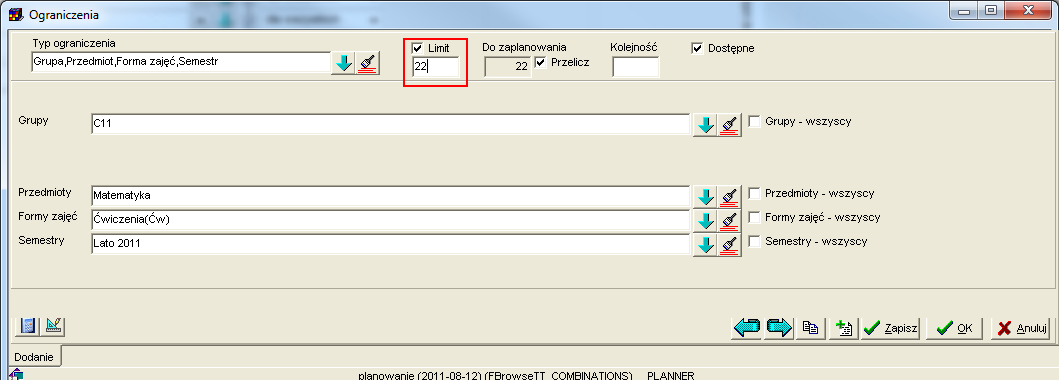 Ograniczenia
Typ ograniczenia
Limit
Do zaplanowania
Kolejność
Dostępne
Grupa,Przedmiot,Forma zajęć,Semestr
22
22
Przelicz
Grupy
C11
Grupy - wszyscy
Przedmioty
Matematyka
Przedmioty - wszyscy
Formy zajęć
Ćwiczenia(Ćw)
Formy zajęć - wszyscy
Semestry
Lato 2011
Semestry - wszyscy
Zapisz
OK
Anuluj
Dodanie
planowanie (2011-08-12) (FBrowseTT_COMBINATIONS) PLANNER